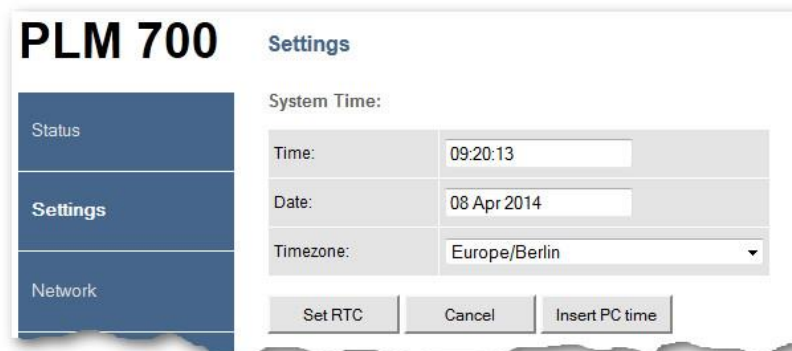 PLM 700
Settings
System Time:
Status
Settings
Network
Time: 09:20:13
Date: 08 Apr 2014
Timezone: Europe/Berlin
Set RTC Cancel Insert PC time